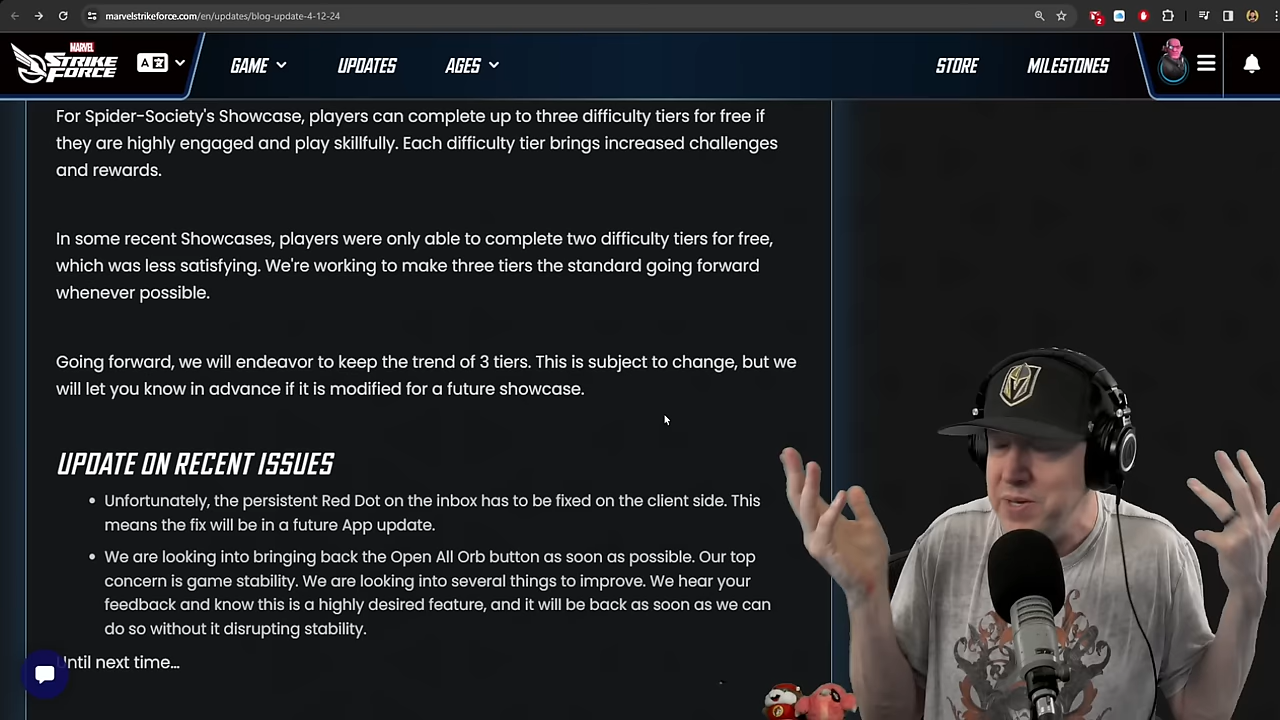 marvelstrikeforce.com/en/updates/blog-update-4-12-24
2
MARVEL
STRIKE
FORCE
A
GAME
UPDATES
AGES
STORE
MILESTONES
For Spider-Society's Showcase, players can complete up to three difficulty tiers for free if
they are highly engaged and play skillfully. Each difficulty tier brings increased challenges
and rewards.
In some recent Showcases, players were only able to complete two difficulty tiers for free,
which was less satisfying. We're working to make three tiers the standard going forward
whenever possible.
Going forward, we will endeavor to keep the trend of 3 tiers. This is subject to change, but we
will let you know in advance if it is modified for a future showcase.
UPDATE ON RECENT ISSUES
• Unfortunately, the persistent Red Dot on the inbox has to be fixed on the client side. This
means the fix will be in a future App update.
• We are looking into bringing back the Open All Orb button as soon as possible. Our top
concern is game stability. We are looking into several things to improve. We hear your
feedback and know this is a highly desired feature, and it will be back as soon as we can
do so without it disrupting stability.
Until next time…